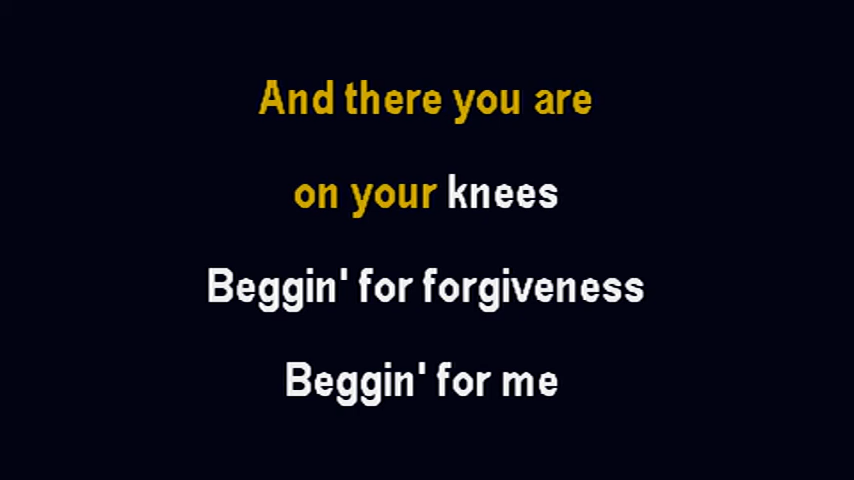 And there you are
on your knees
Beggin' for forgiveness
Beggin' for me